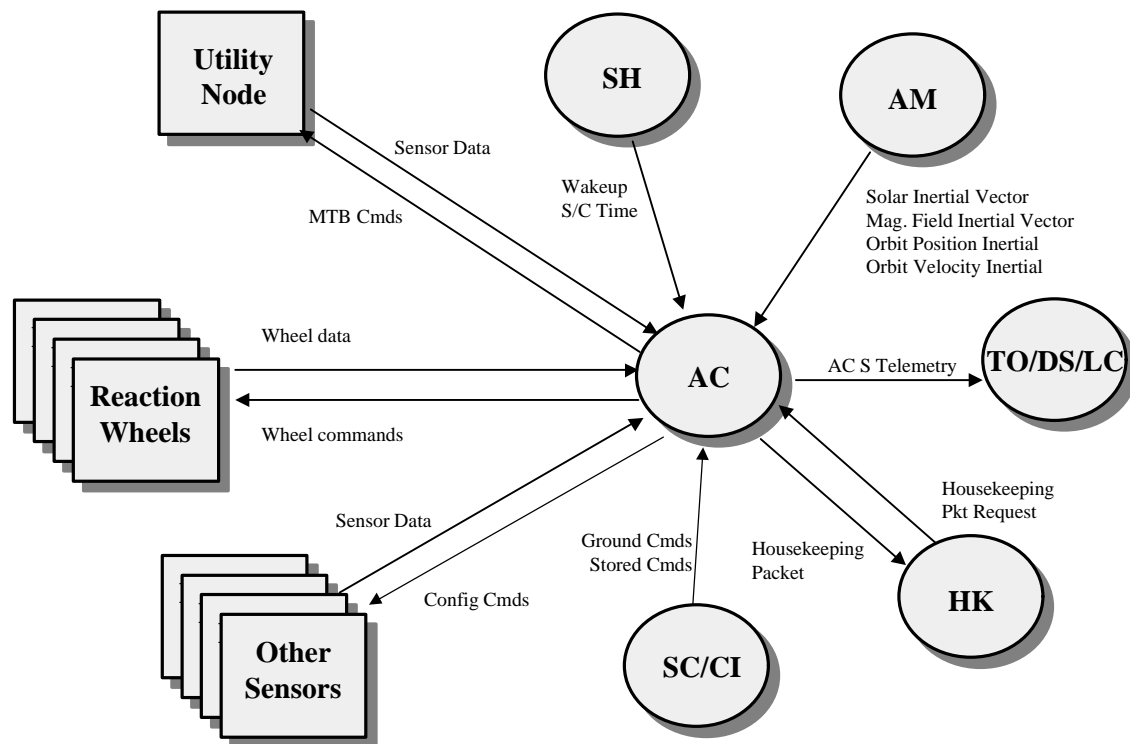 Utility
Node
SH
AM
Sensor Data
MTB Cmds
Wakeup
S/C Time
Solar Inertial Vector
Mag. Field Inertial Vector
Orbit Position Inertial
Orbit Velocity Inertial
Wheel data
Reaction
Wheels
Wheel commands
AC
AC S Telemetry
TO/DS/LC
Sensor Data
Config Cmds
Other
Sensors
Ground Cmds
Stored Cmds
SC/CI
Housekeeping
Packet
Housekeeping
Pkt Request
HK